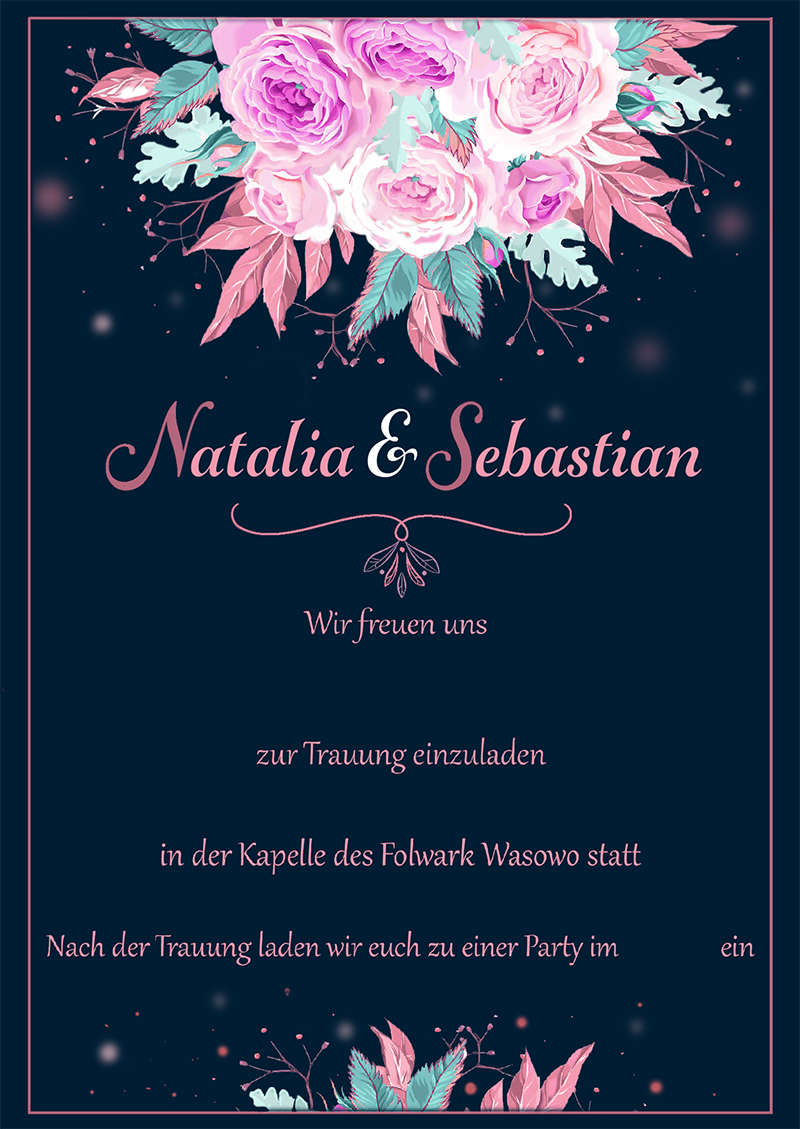 Natalia & Sebastian
Wir freuen uns
zur Trauung einzuladen
in der Kapelle des Folwark Wasowo statt
Nach der Trauung laden wir euch zu einer Party im ein